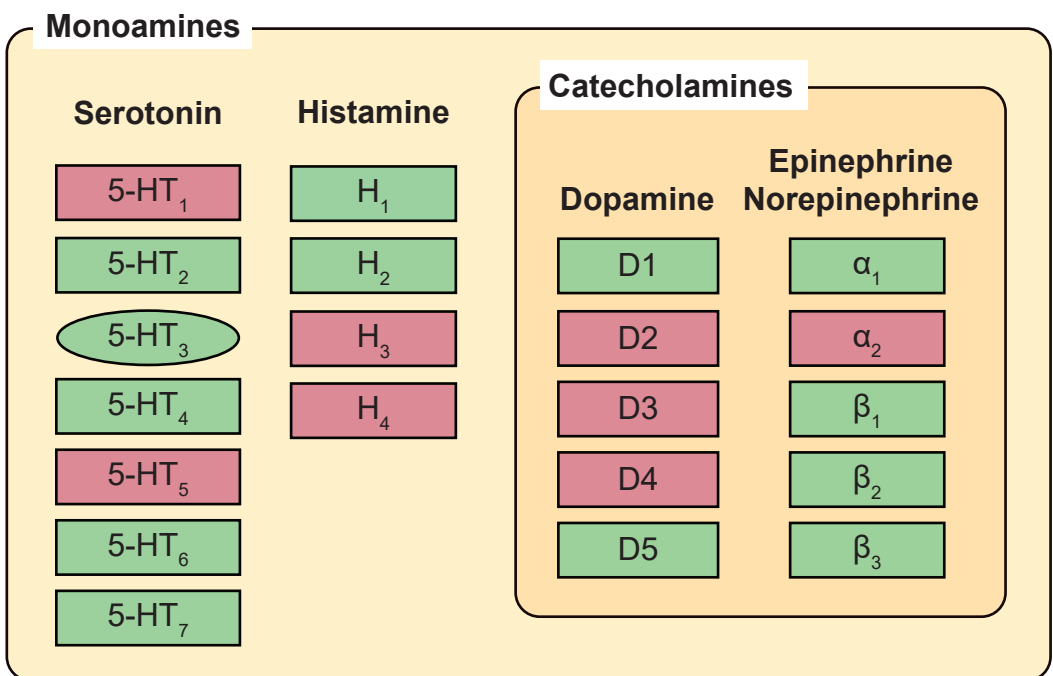 Monoamines
Serotonin
5-HT₁
5-HT₂
5-HT₃
5-HT₄
5-HT₅
5-HT₆
5-HT₇
Histamine
H₁
H₂
H₃
H₄
Catecholamines
Dopamine
D1
D2
D3
D4
D5
Epinephrine
Norepinephrine
α₁
α₂
β₁
β₂
β₃